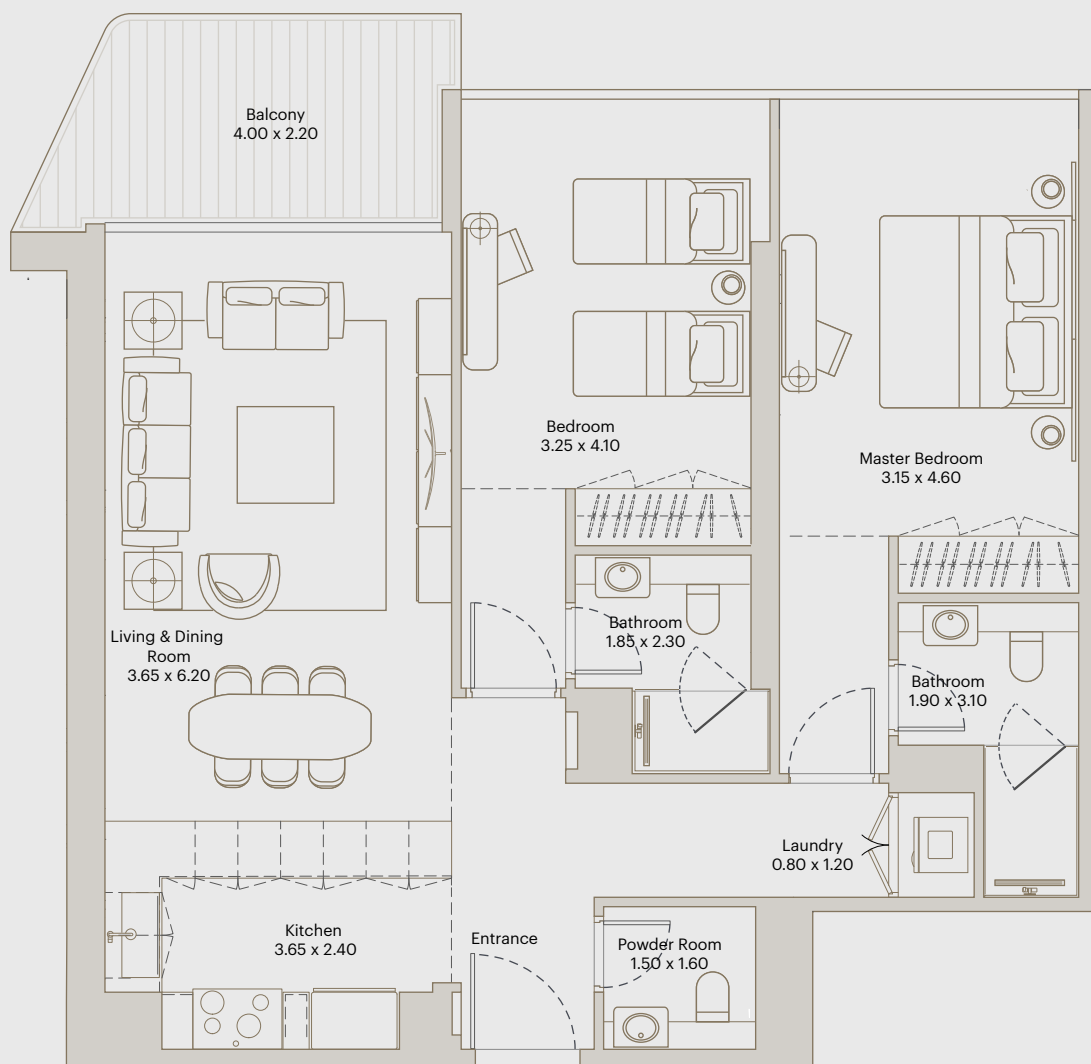 Balcony
4.00 x 2.20
Bedroom
3.25 x 4.10
Master Bedroom
3.15 x 4.60
Living & Dining
Room
3.65 x 6.20
Bathroom
1.85 x 2.30
Bathroom
1.90 x 3.10
Laundry
0.80 x 1.20
Kitchen
3.65 x 2.40
Entrance
Powder Room
1.50 x 1.60